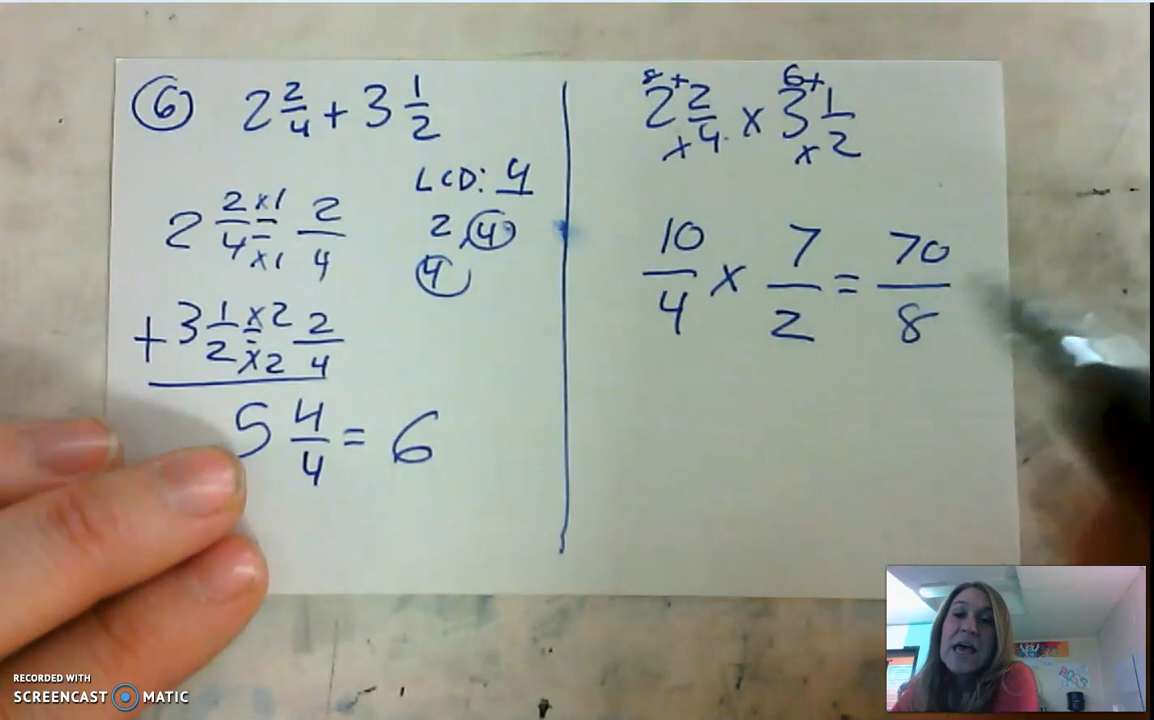 ⑥ 2 2/4 + 3 1/2
LCD: 4
2, 4
4
2 2/4 ×1/×1 = 2/4
+ 3 1/2 ×2/×2 = 2/4
5 4/4 = 6
8+ 6+
2 2/4 × 3 1/2
× ×
10/4 × 7/2 = 70/8
RECORDED WITH
SCREENCAST MATIC